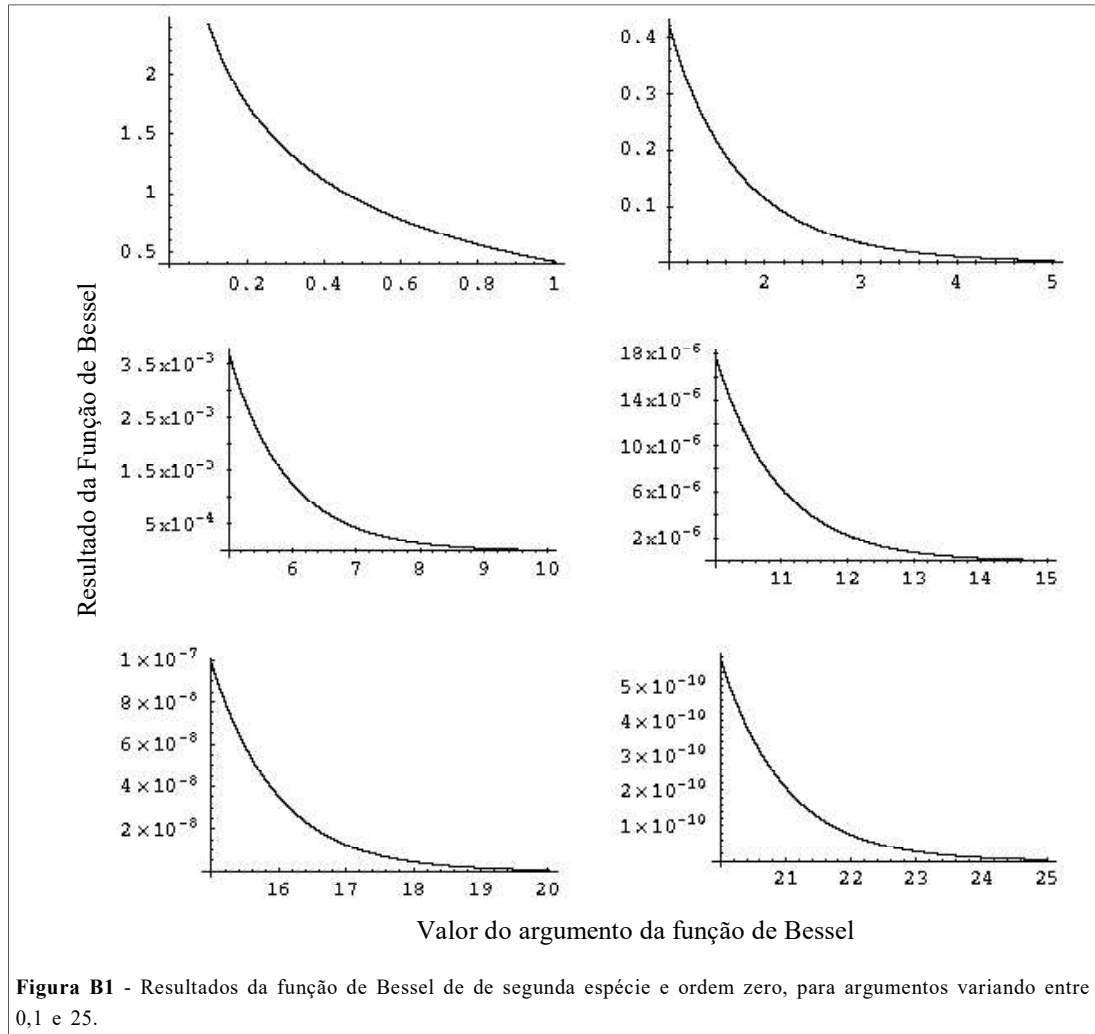 Resultado da Função de Bessel
2
1.5
1
0.5
0.2 0.4 0.6 0.8 1
0.4
0.3
0.2
0.1
2 3 4 5
3.5x10⁻³
2.5x10⁻³
1.5x10⁻³
5x10⁻⁴
6 7 8 9 10
18x10⁻⁶
14x10⁻⁶
10x10⁻⁶
6x10⁻⁶
2x10⁻⁶
11 12 13 14 15
1×10⁻⁷
8×10⁻⁸
6×10⁻⁸
4×10⁻⁸
2×10⁻⁸
16 17 18 19 20
5×10⁻¹⁰
4×10⁻¹⁰
3×10⁻¹⁰
2×10⁻¹⁰
1×10⁻¹⁰
21 22 23 24 25
Valor do argumento da função de Bessel
Figura B1 - Resultados da função de Bessel de de segunda espécie e ordem zero, para argumentos variando entre
0,1 e 25.